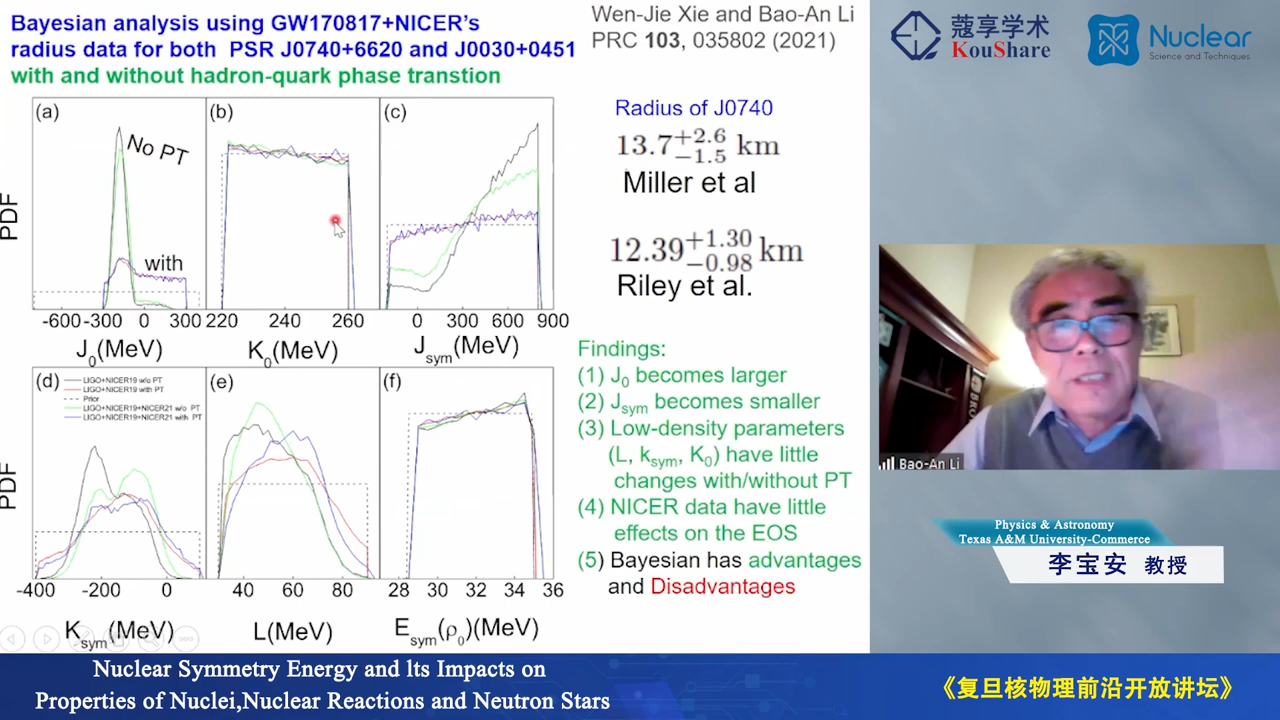 Bayesian analysis using GW170817+NICER's
radius data for both PSR J0740+6620 and J0030+0451
with and without hadron-quark phase transtion
Wen-Jie Xie and Bao-An Li
PRC 103, 035802 (2021)
蔻享学术
KouShare
Nuclear
Science and Techniques
(a)
No PT
with
PDF
-600 -300 0 300
J0(MeV)
(b)
220 240 260
K0(MeV)
(c)
0 300 600 900
Jsym(MeV)
Radius of J0740
13.7+2.6−1.5 km
Miller et al
12.39+1.30−0.98 km
Riley et al.
(d)
LIGO+NICER19 w/o PT
LIGO+NICER19 with PT
Prior
LIGO+NICER19+NICER21 w/o PT
LIGO+NICER19+NICER21 with PT
PDF
-400 -200 0
Ksym(MeV)
(e)
40 60 80
L(MeV)
(f)
28 30 32 34 36
Esym(ρ0)(MeV)
Findings:
(1) J0 becomes larger
(2) Jsym becomes smaller
(3) Low-density parameters
(L, ksym, K0) have little
changes with/without PT
(4) NICER data have little
effects on the EOS
(5) Bayesian has advantages
and Disadvantages
BRO
Bao-An Li
Physics & Astronomy
Texas A&M University-Commerce
李宝安 教授
Nuclear Symmetry Energy and lts Impacts on
Properties of Nuclei,Nuclear Reactions and Neutron Stars
《复旦核物理前沿开放讲坛》